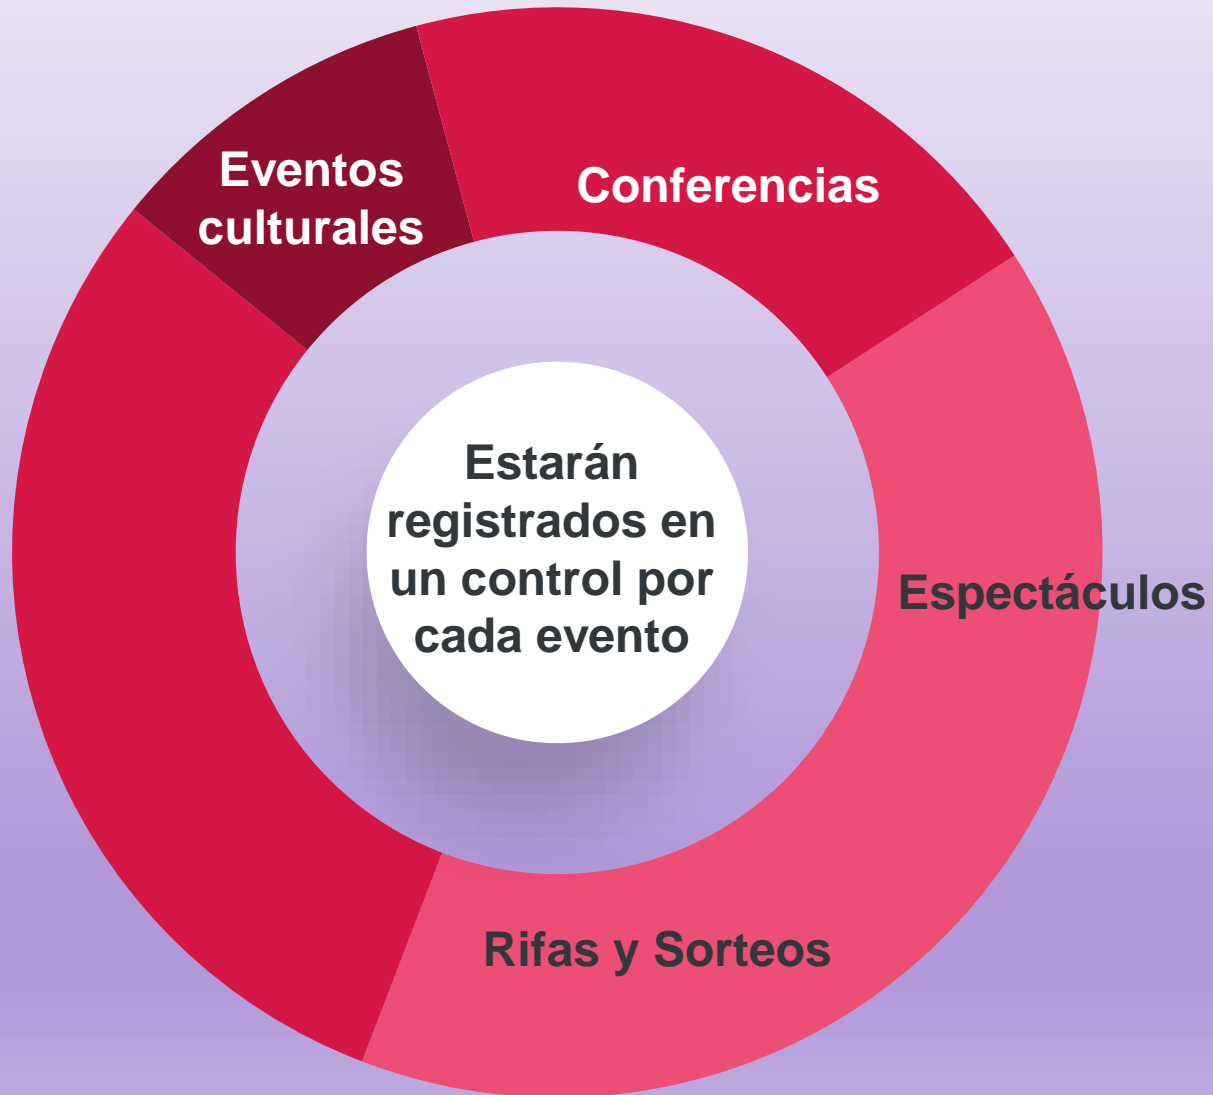 Eventos
culturales
Conferencias
Estarán
registrados en
un control por
cada evento
Espectáculos
Rifas y Sorteos